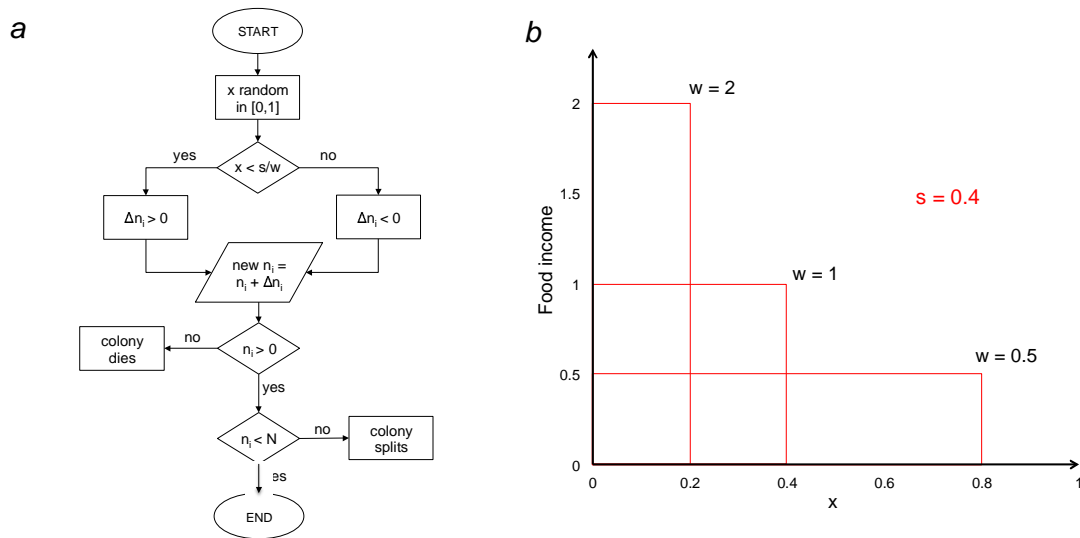 a
START
x random
in [0,1]
yes
x < s/w
no
Δnᵢ > 0
Δnᵢ < 0
new nᵢ =
nᵢ + Δnᵢ
colony
dies
no
nᵢ > 0
yes
nᵢ < N
no
colony
splits
es
END
b
Food income
2
1.5
1
0.5
0
w = 2
s = 0.4
w = 1
w = 0.5
0
0.2
0.4
0.6
0.8
1
x